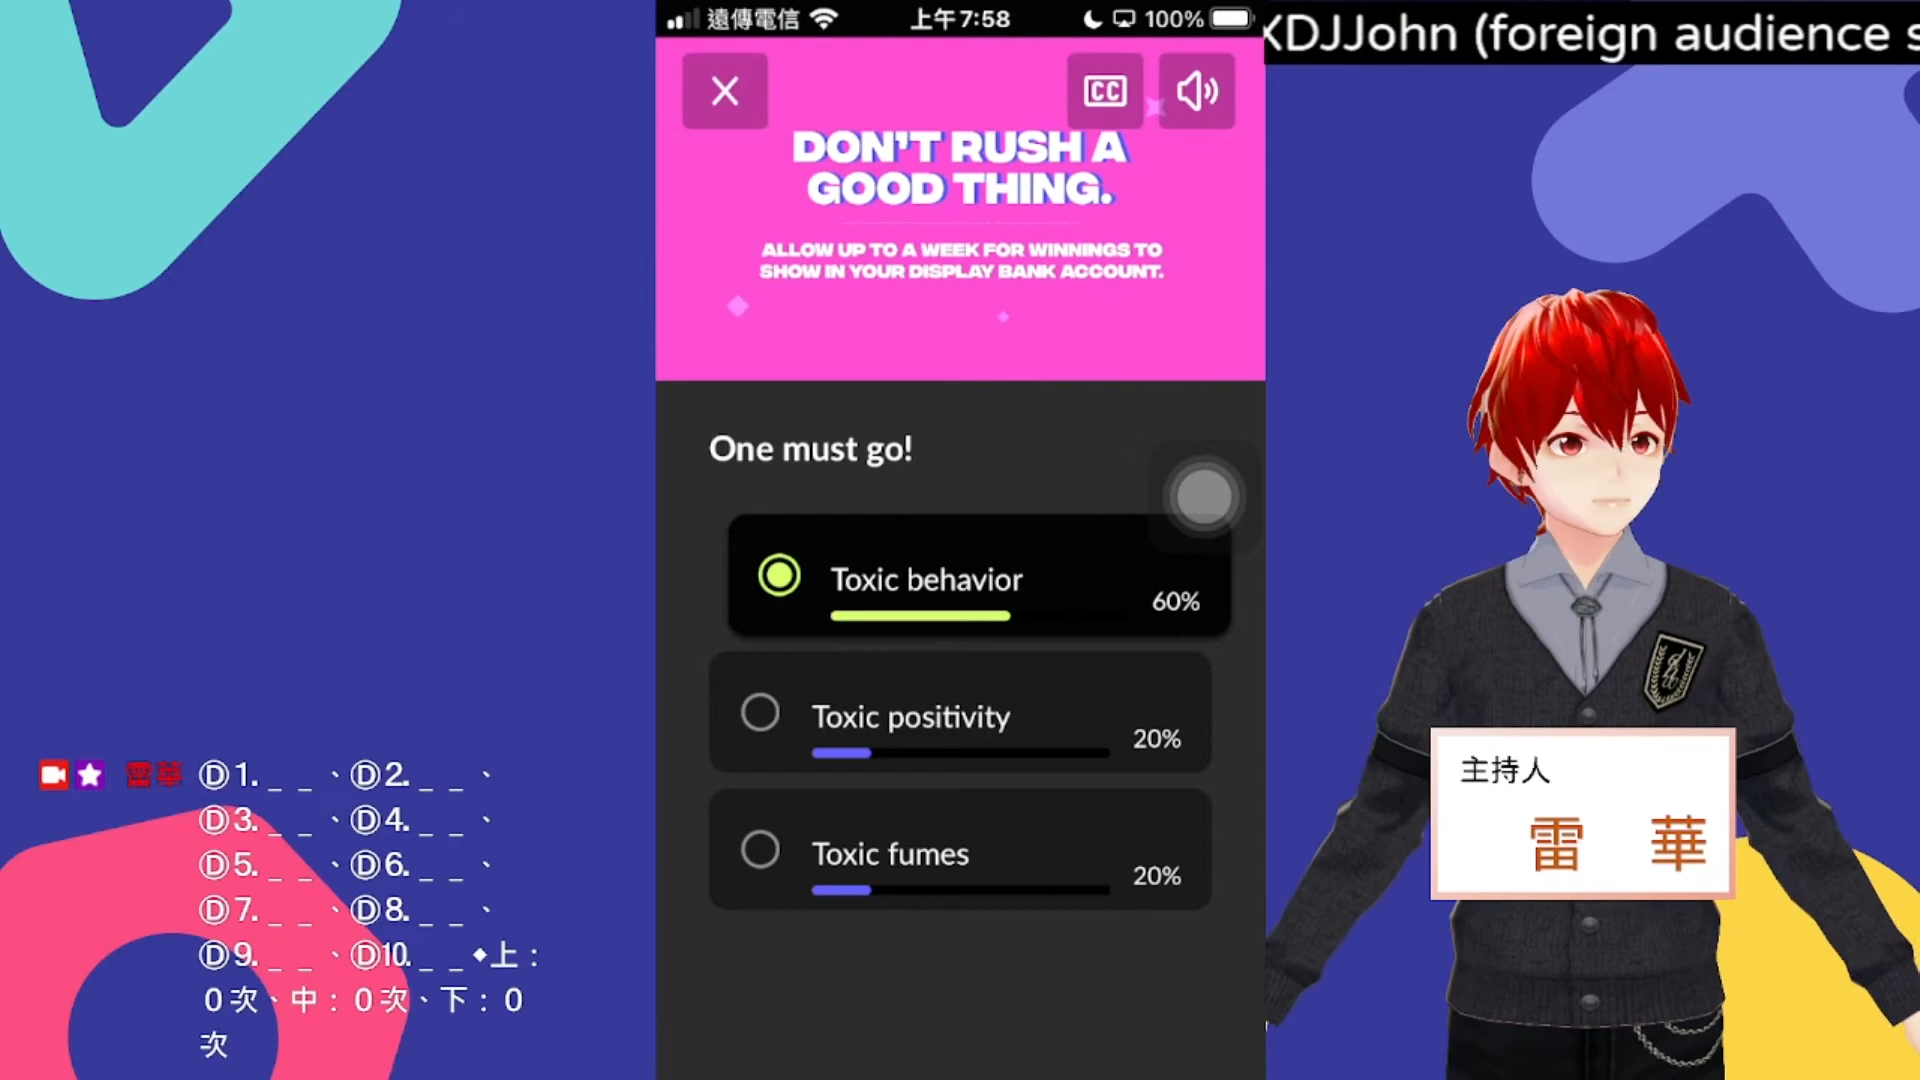 遠傳電信
上午7:58
100%
XDJJohn (foreign audience s
CC
DON'T RUSH A
GOOD THING.
ALLOW UP TO A WEEK FOR WINNINGS TO
SHOW IN YOUR DISPLAY BANK ACCOUNT.
One must go!
Toxic behavior
60%
Toxic positivity
20%
Toxic fumes
20%
雷華 Ⓓ1. _ _ 、Ⓓ2. _ _ 、
Ⓓ3. _ _ 、Ⓓ4. _ _ 、
Ⓓ5. _ _ 、Ⓓ6. _ _ 、
Ⓓ7. _ _ 、Ⓓ8. _ _ 、
Ⓓ9. _ _ 、Ⓓ10. _ _ ◆上：
0次、中：0次、下：0
次
主持人
雷 華